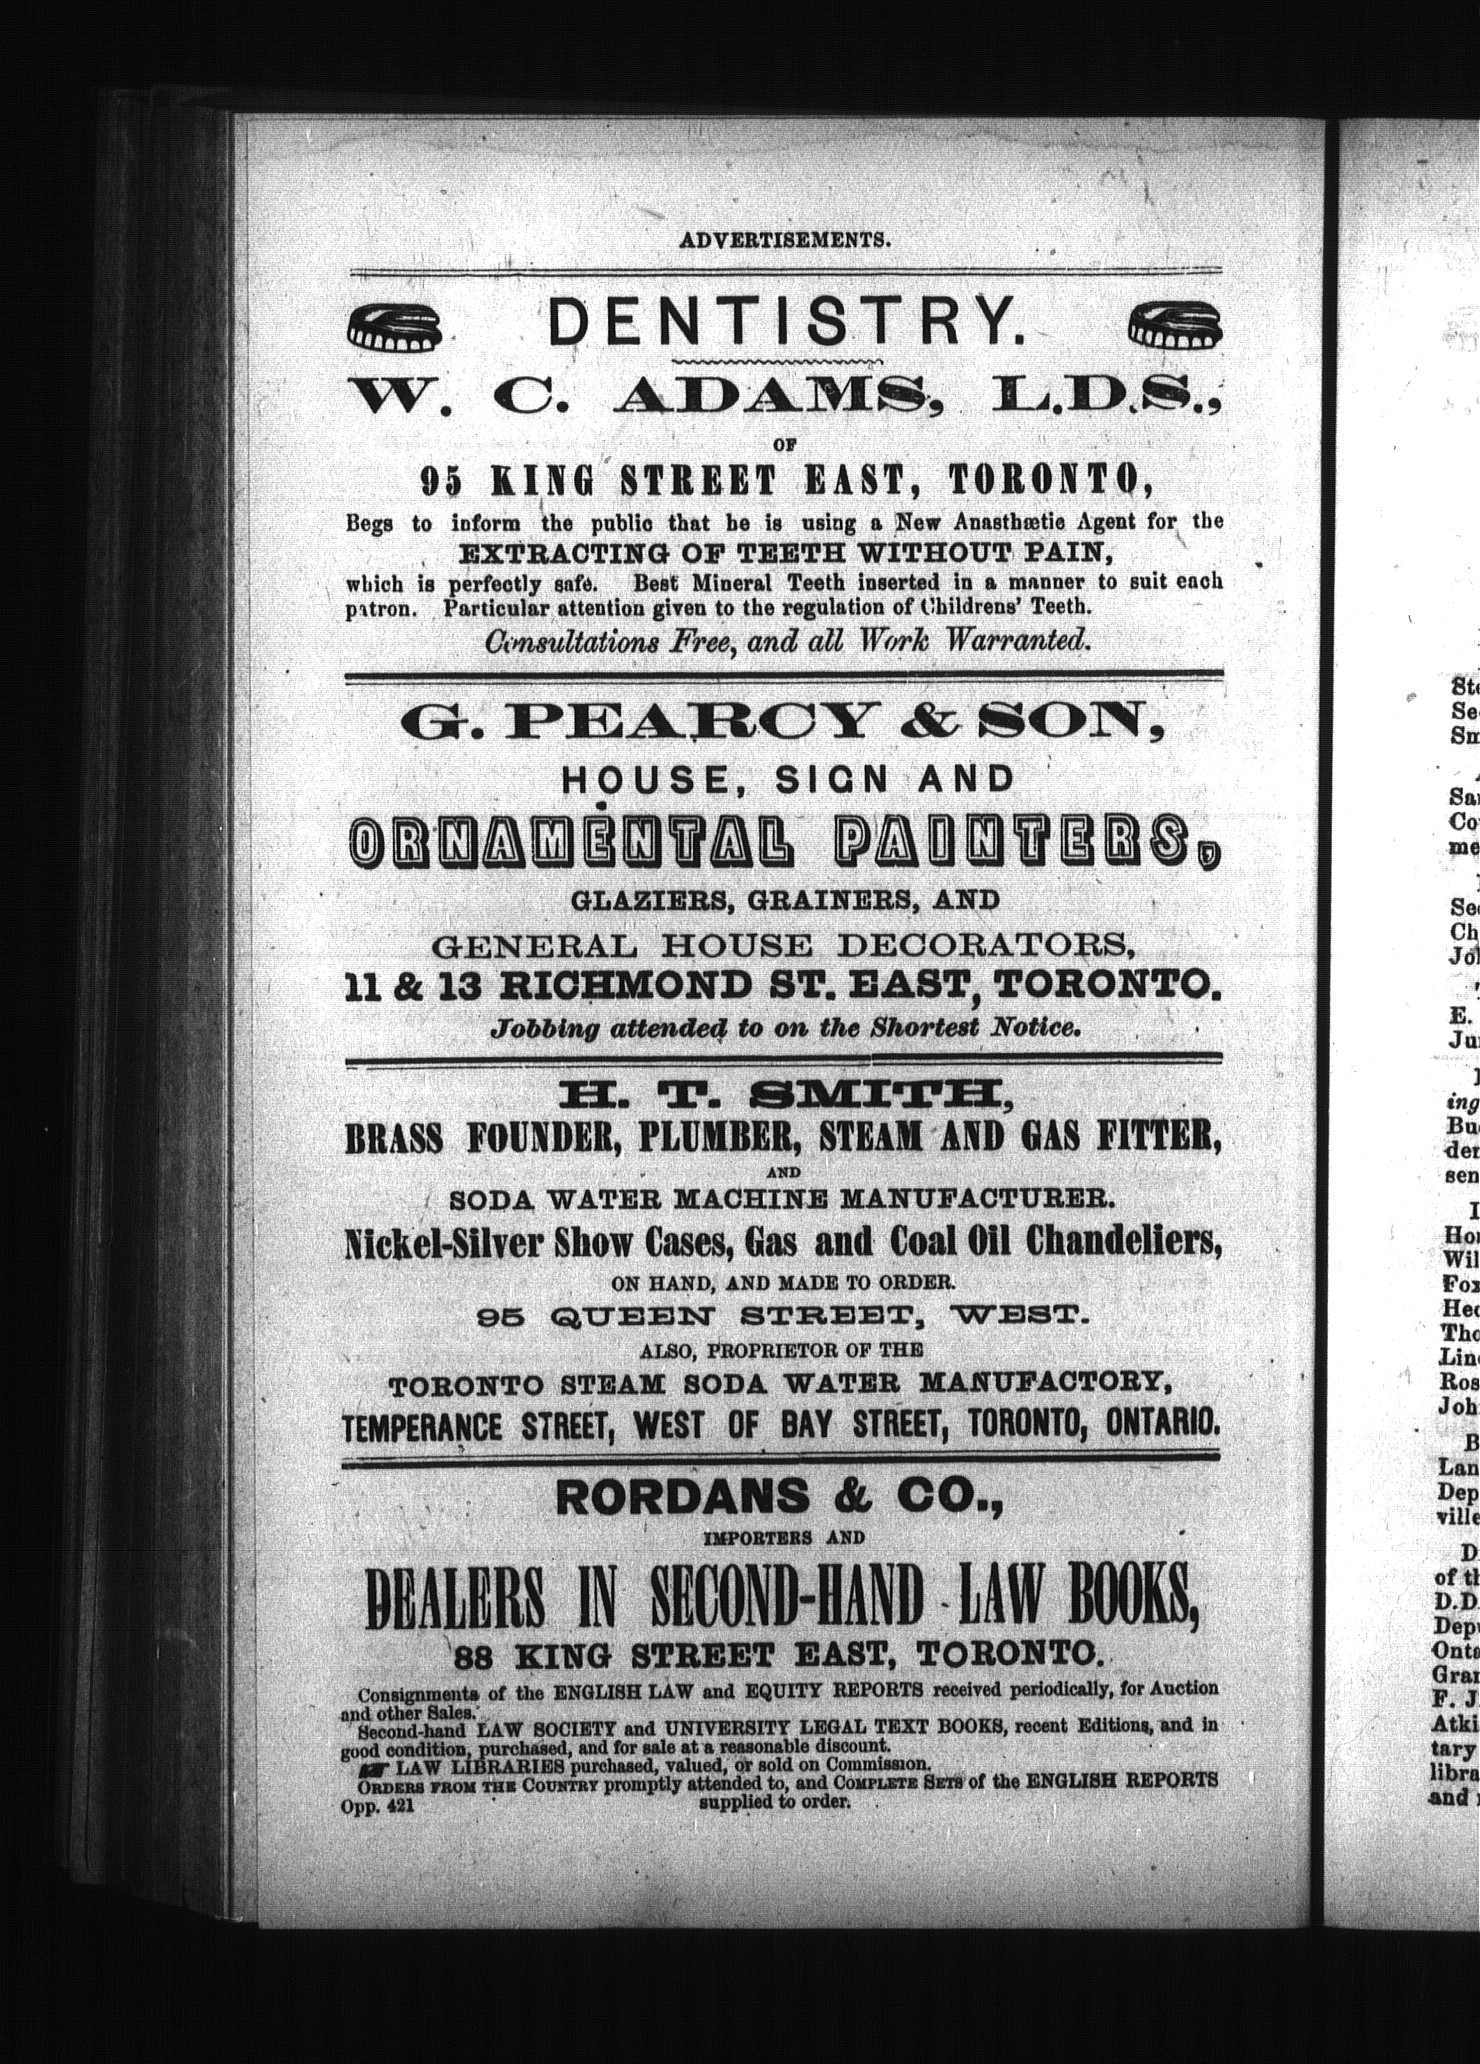 ADVERTISEMENTS.
DENTISTRY.
W. C. ADAMS, L.D.S.,
OF
95 KING STREET EAST, TORONTO,
Begs to inform the public that he is using a New Anasthætic Agent for the
EXTRACTING OF TEETH WITHOUT PAIN,
which is perfectly safe. Best Mineral Teeth inserted in a manner to suit each
patron. Particular attention given to the regulation of Childrens' Teeth.
Consultations Free, and all Work Warranted.
G. PEARCY & SON,
HOUSE, SIGN AND
ORNAMENTAL PAINTERS,
GLAZIERS, GRAINERS, AND
GENERAL HOUSE DECORATORS,
11 & 13 RICHMOND ST. EAST, TORONTO.
Jobbing attended to on the Shortest Notice.
H. T. SMITH,
BRASS FOUNDER, PLUMBER, STEAM AND GAS FITTER,
AND
SODA WATER MACHINE MANUFACTURER.
Nickel-Silver Show Cases, Gas and Coal Oil Chandeliers,
ON HAND, AND MADE TO ORDER.
95 QUEEN STREET, WEST.
ALSO, PROPRIETOR OF THE
TORONTO STEAM SODA WATER MANUFACTORY,
TEMPERANCE STREET, WEST OF BAY STREET, TORONTO, ONTARIO.
RORDANS & CO.,
IMPORTERS AND
DEALERS IN SECOND-HAND LAW BOOKS,
88 KING STREET EAST, TORONTO.
Consignments of the ENGLISH LAW and EQUITY REPORTS received periodically, for Auction
and other Sales.
Second-hand LAW SOCIETY and UNIVERSITY LEGAL TEXT BOOKS, recent Editions, and in
good condition, purchased, and for sale at a reasonable discount.
☛ LAW LIBRARIES purchased, valued, or sold on Commission.
ORDERS FROM THE COUNTRY promptly attended to, and COMPLETE SETS of the ENGLISH REPORTS
Opp. 421 supplied to order.